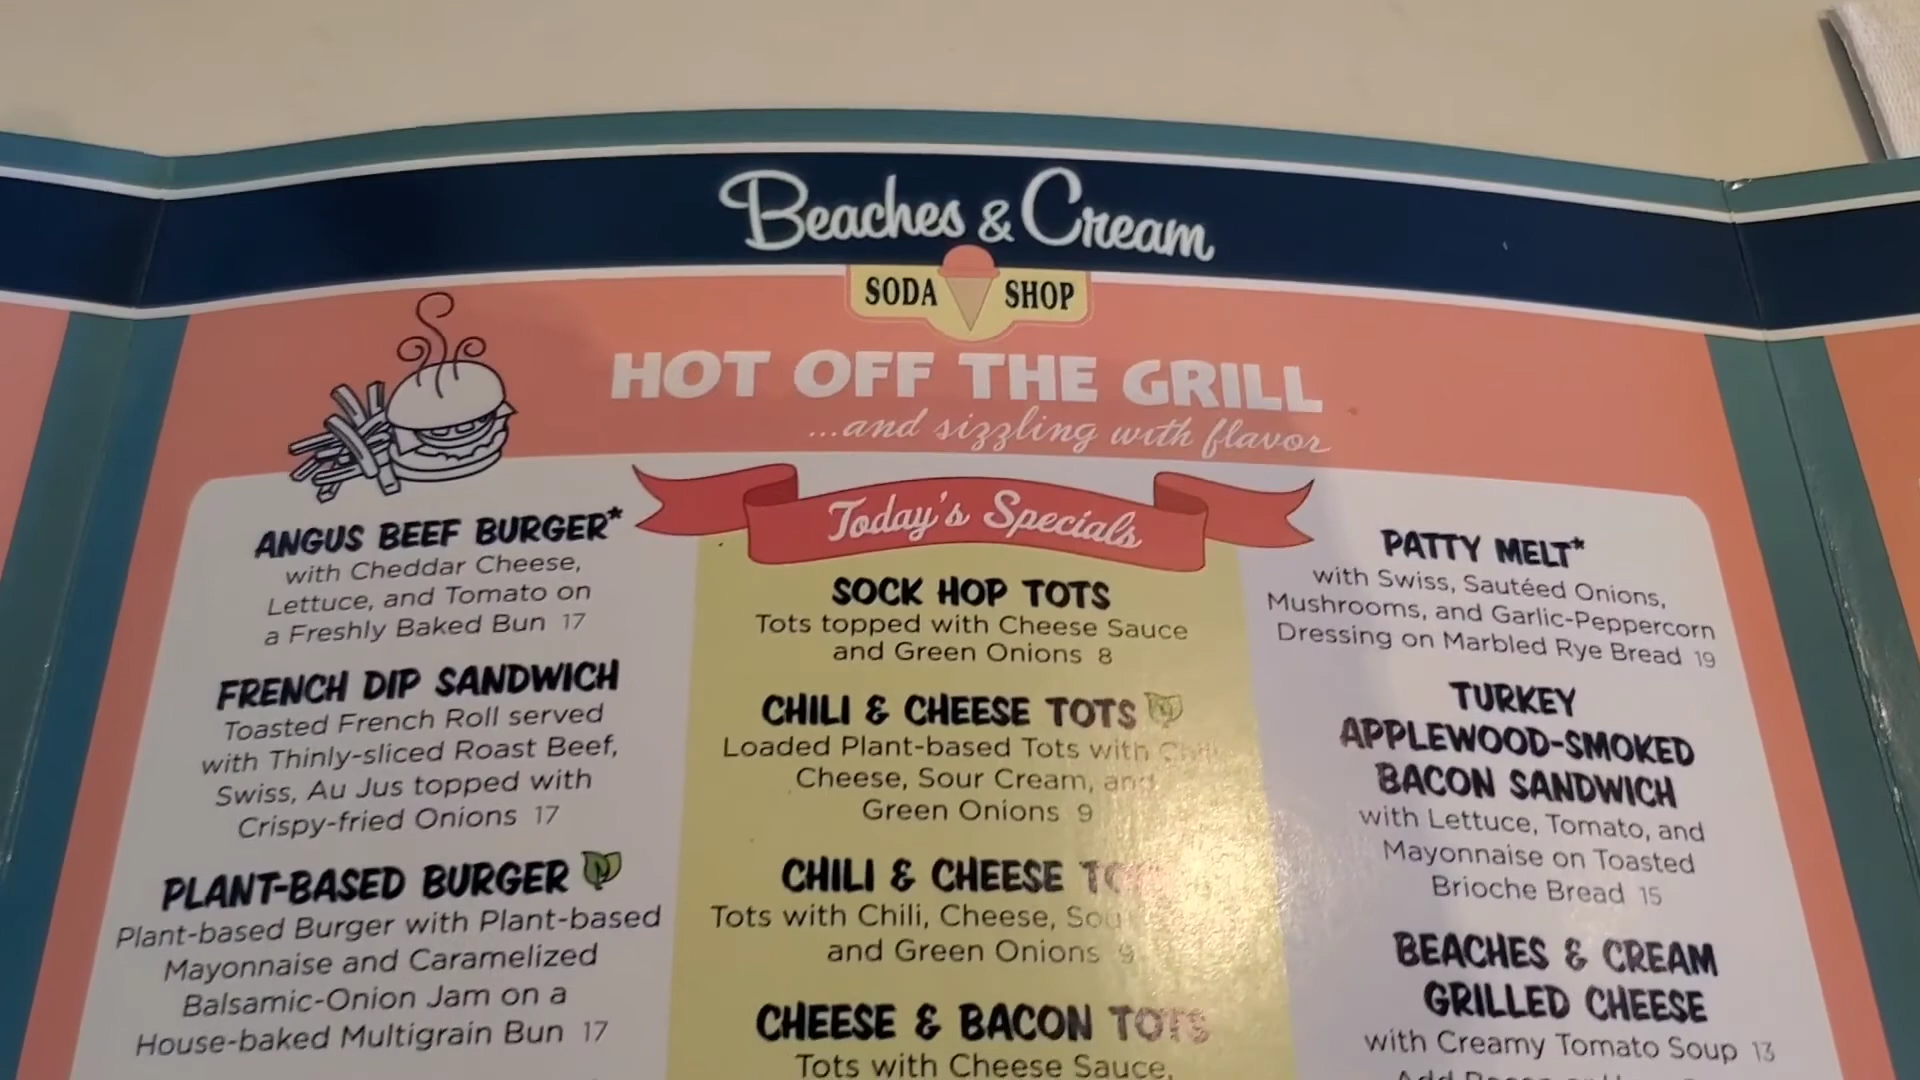 Beaches & Cream
SODA SHOP
HOT OFF THE GRILL
...and sizzling with flavor
ANGUS BEEF BURGER*
with Cheddar Cheese,
Lettuce, and Tomato on
a Freshly Baked Bun 17
FRENCH DIP SANDWICH
Toasted French Roll served
with Thinly-sliced Roast Beef,
Swiss, Au Jus topped with
Crispy-fried Onions 17
PLANT-BASED BURGER
Plant-based Burger with Plant-based
Mayonnaise and Caramelized
Balsamic-Onion Jam on a
House-baked Multigrain Bun 17
Today's Specials
SOCK HOP TOTS
Tots topped with Cheese Sauce
and Green Onions 8
CHILI & CHEESE TOTS
Loaded Plant-based Tots with Chili
Cheese, Sour Cream, and
Green Onions 9
CHILI & CHEESE
Tots with Chili, Cheese,
and Green Onions 9
CHEESE & BACON TOTS
Tots with Cheese Sauce,
PATTY MELT*
with Swiss, Sautéed Onions,
Mushrooms, and Garlic-Peppercorn
Dressing on Marbled Rye Bread 19
TURKEY
APPLEWOOD-SMOKED
BACON SANDWICH
with Lettuce, Tomato, and
Mayonnaise on Toasted
Brioche Bread 15
BEACHES & CREAM
GRILLED CHEESE
with Creamy Tomato Soup 13